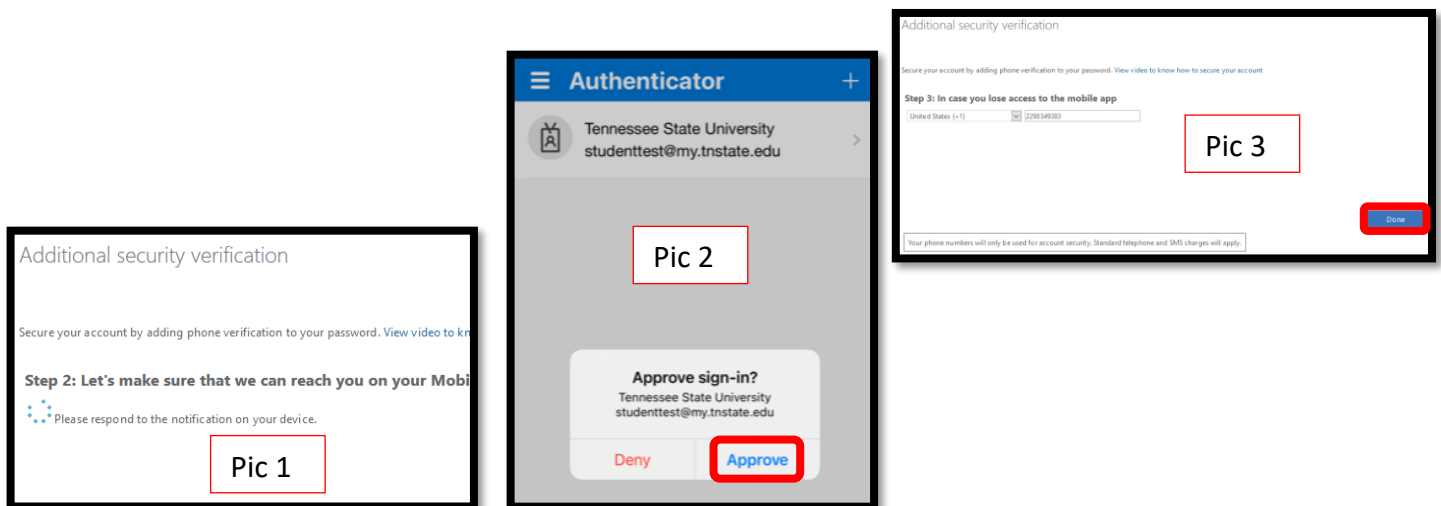 Additional security verification
Secure your account by adding phone verification to your password. View video to kn
Step 2: Let's make sure that we can reach you on your Mobi
Please respond to the notification on your device.
Pic 1
Authenticator
Tennessee State University
studenttest@my.tnstate.edu
Pic 2
Approve sign-in?
Tennessee State University
studenttest@my.tnstate.edu
Deny Approve
Additional security verification
Secure your account by adding phone verification to your password. View video to know how to secure your account
Step 3: In case you lose access to the mobile app
United States (+1) 2298349383
Pic 3
Done
Your phone numbers will only be used for account security. Standard telephone and SMS charges will apply.